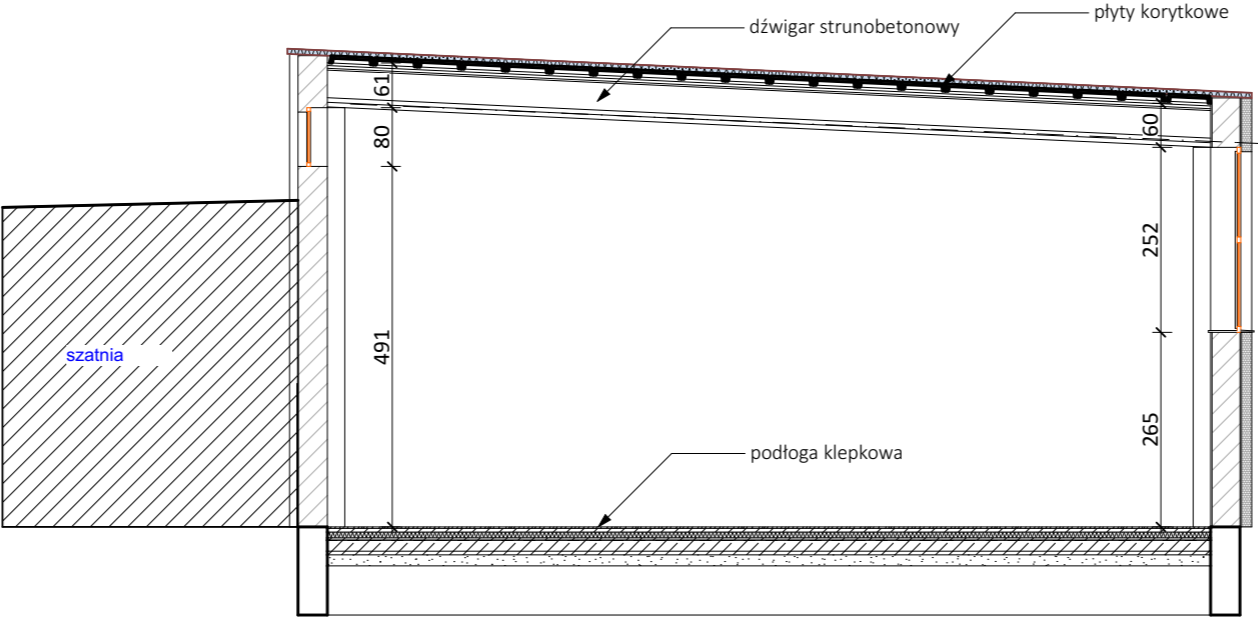 płyty korytkowe
dźwigar strunobetonowy
61
80
491
60
252
265
szatnia
podłoga klepkowa